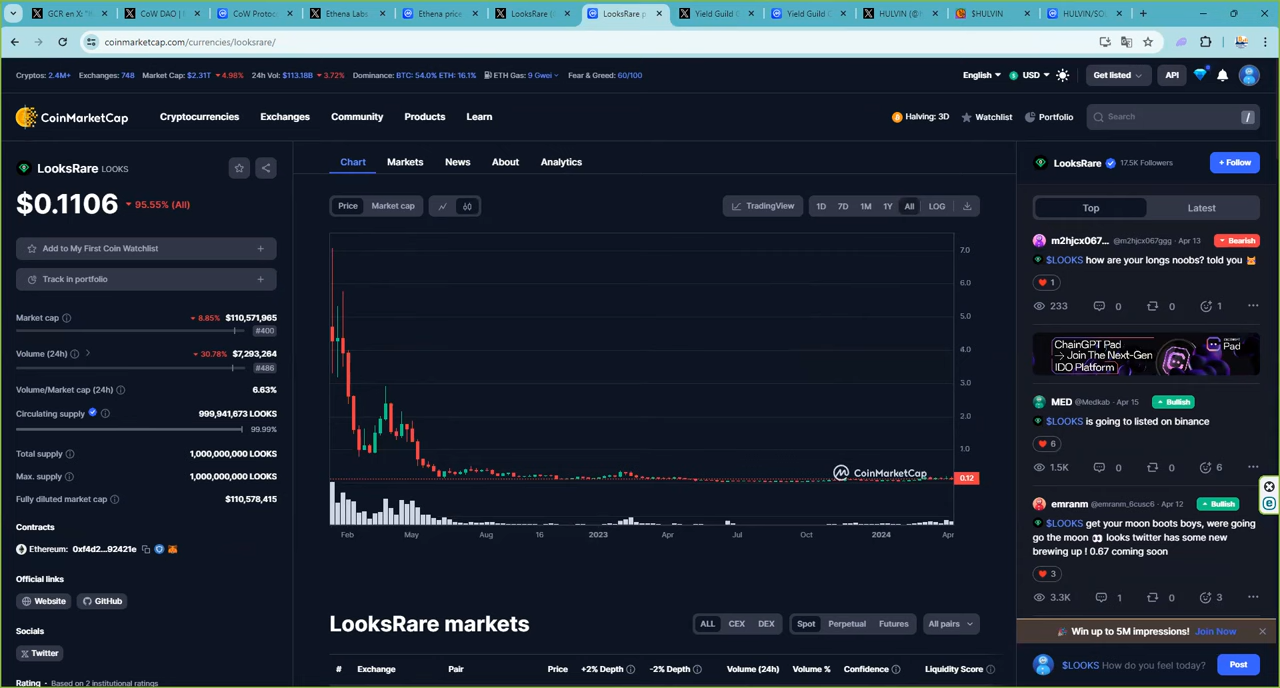 GCR en X: "
CoW DAO |
CoW Protoc
Ethena Labs
Ethena price
LooksRare (
LooksRare p
Yield Guild G
Yield Guild G
HULVIN (@H
$HULVIN
HULVIN/SO
coinmarketcap.com/currencies/looksrare/
Cryptos: 2.4M+ Exchanges: 748 Market Cap: $2.31T 4.98% 24h Vol: $113.18B 3.72% Dominance: BTC: 54.0% ETH: 16.1% ETH Gas: 9 Gwei Fear & Greed: 60/100
English USD Get listed API
CoinMarketCap Cryptocurrencies Exchanges Community Products Learn
Halving: 3D Watchlist Portfolio Search /
LooksRare LOOKS
$0.1106 95.55% (All)
Add to My First Coin Watchlist +
Track in portfolio +
Market cap 8.85% $110,571,965
#400
Volume (24h) 30.78% $7,293,264
#486
Volume/Market cap (24h) 6.63%
Circulating supply 999,941,673 LOOKS
99.99%
Total supply 1,000,000,000 LOOKS
Max. supply 1,000,000,000 LOOKS
Fully diluted market cap $110,578,415
Contracts
Ethereum: 0xf4d2...92421e
Official links
Website GitHub
Socials
Twitter
Rating · Based on 2 institutional ratings
Chart Markets News About Analytics
Price Market cap
TradingView 1D 7D 1M 1Y All LOG
7.0
6.0
5.0
4.0
3.0
2.0
1.0
0.12
CoinMarketCap
Feb May Aug 16 2023 Apr Jul Oct 2024 Apr
LooksRare markets
ALL CEX DEX Spot Perpetual Futures All pairs
# Exchange Pair Price +2% Depth -2% Depth Volume (24h) Volume % Confidence Liquidity Score
LooksRare 17.5K Followers + Follow
Top Latest
m2hjcx067... @m2hjcx067ggg · Apr 13 Bearish
$LOOKS how are your longs noobs? told you
1
233 0 0 1
ChainGPT Pad
→ Join The Next-Gen
IDO Platform
Pad
MED @Medkab · Apr 15 Bullish
$LOOKS is going to listed on binance
6
1.5K 0 0 6
emranm @emranm_6cusc6 · Apr 12 Bullish
$LOOKS get your moon boots boys, were going
go the moon 👀 looks twitter has some new
brewing up ! 0.67 coming soon
3
3.3K 1 0 3
Win up to 5M impressions! Join Now
$LOOKS How do you feel today? Post